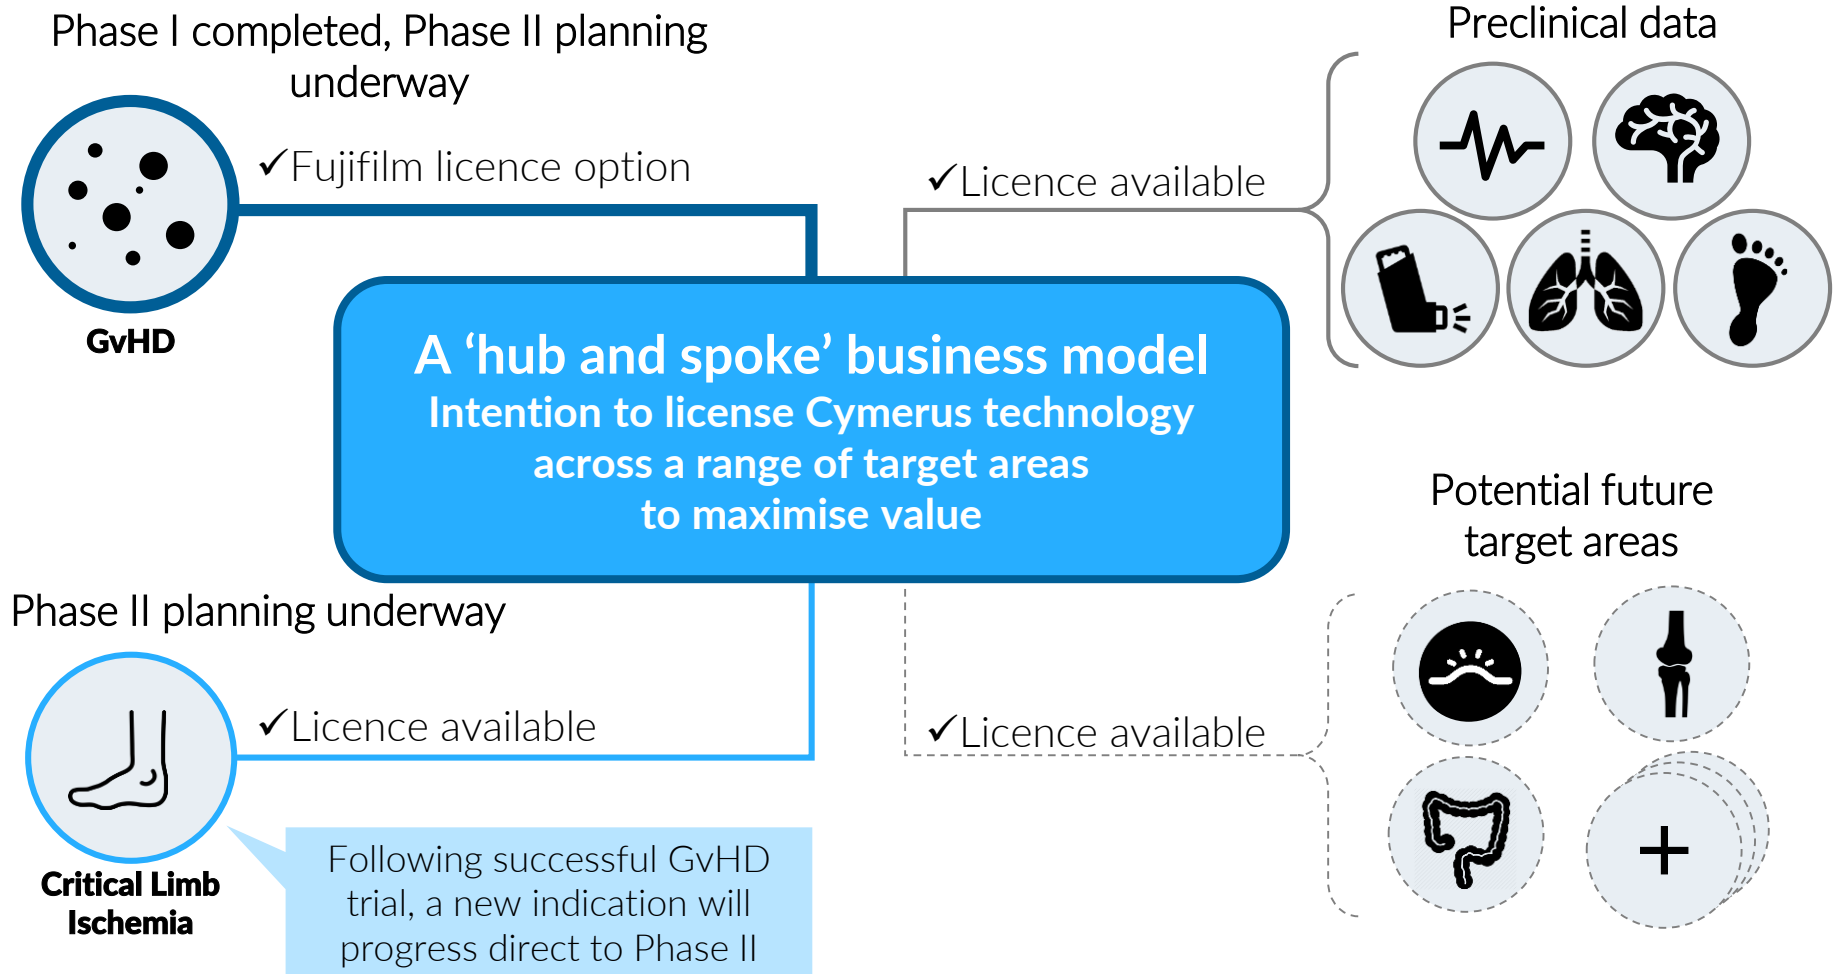 Phase I completed, Phase II planning
underway
✓Fujifilm licence option
GvHD
Preclinical data
✓Licence available
A ‘hub and spoke’ business model
Intention to license Cymerus technology
across a range of target areas
to maximise value
Phase II planning underway
✓Licence available
Critical Limb
Ischemia
Following successful GvHD
trial, a new indication will
progress direct to Phase II
Potential future
target areas
✓Licence available
+